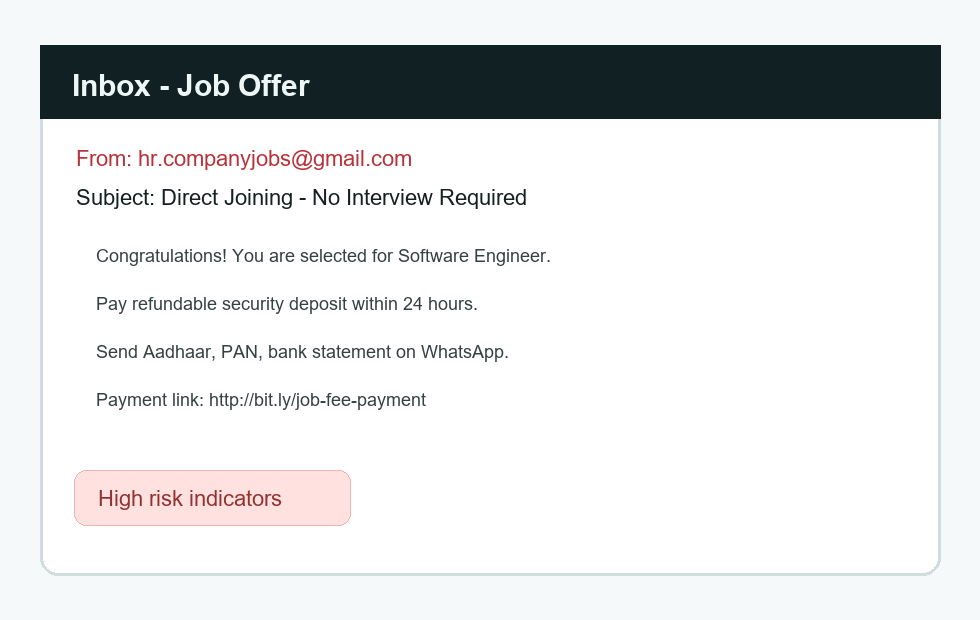 Inbox - Job Offer
From: hr.companyjobs@gmail.com
Subject: Direct Joining - No Interview Required
Congratulations! You are selected for Software Engineer.
Pay refundable security deposit within 24 hours.
Send Aadhaar, PAN, bank statement on WhatsApp.
Payment link: http://bit.ly/job-fee-payment
High risk indicators